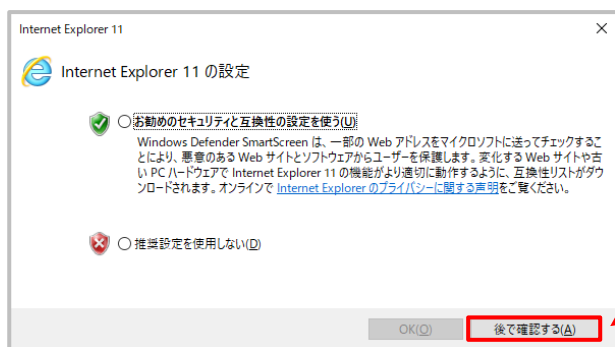 Internet Explorer 11
Internet Explorer 11 の設定
お勧めのセキュリティと互換性の設定を使う(U)
Windows Defender SmartScreen は、一部の Web アドレスをマイクロソフトに送ってチェックするこ
とにより、悪意のある Web サイトとソフトウェアからユーザーを保護します。変化する Web サイトや古
い PC ハードウェアで Internet Explorer 11 の機能がより適切に動作するように、互換性リストがダウ
ンロードされます。オンラインで Internet Explorer のプライバシーに関する声明をご覧ください。
推奨設定を使用しない(D)
OK(O)
後で確認する(A)